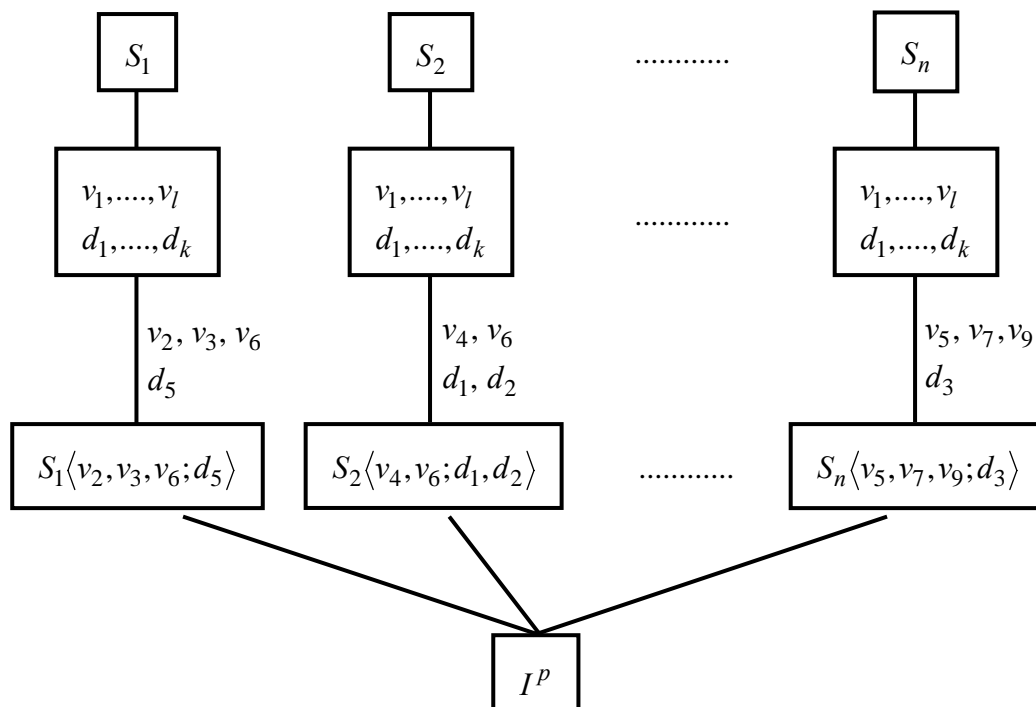 S₁ S₂ ............ Sₙ
v₁,....,vₗ v₁,....,vₗ ............ v₁,....,vₗ
d₁,....,dₖ d₁,....,dₖ d₁,....,dₖ
v₂, v₃, v₆ v₄, v₆ v₅, v₇, v₉
d₅ d₁, d₂ d₃
S₁⟨v₂,v₃,v₆;d₅⟩ S₂⟨v₄,v₆;d₁,d₂⟩ ............ Sₙ⟨v₅,v₇,v₉;d₃⟩
Iᵖ